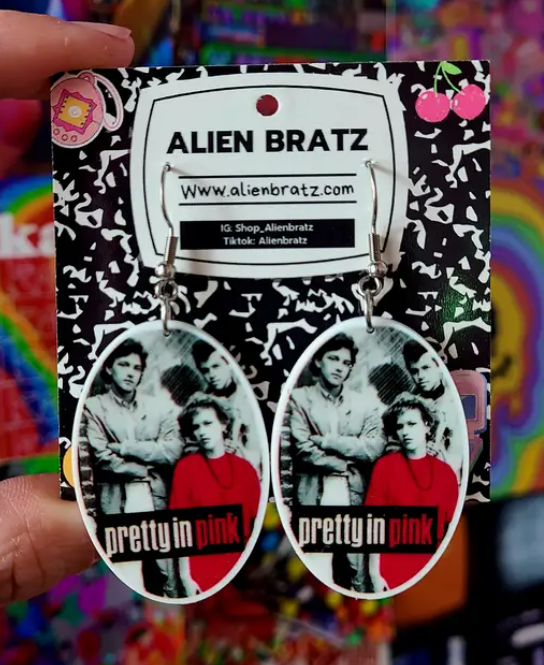 ALIEN BRATZ
Www.alienbratz.com
IG: Shop_Alienbratz
Tiktok: Alienbratz
pretty in pink
pretty in pink